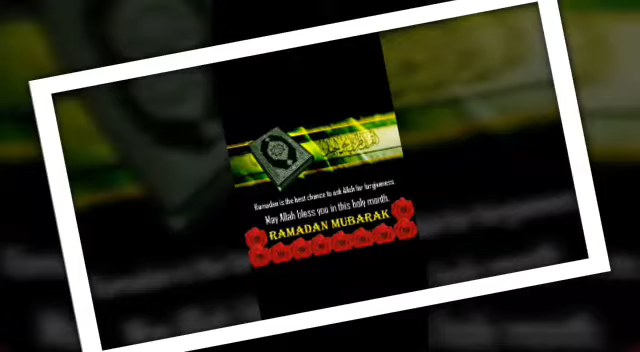 Ramadan is the best chance to ask Allah for forgiveness.
May Allah bless you in this holy month.
RAMADAN MUBARAK